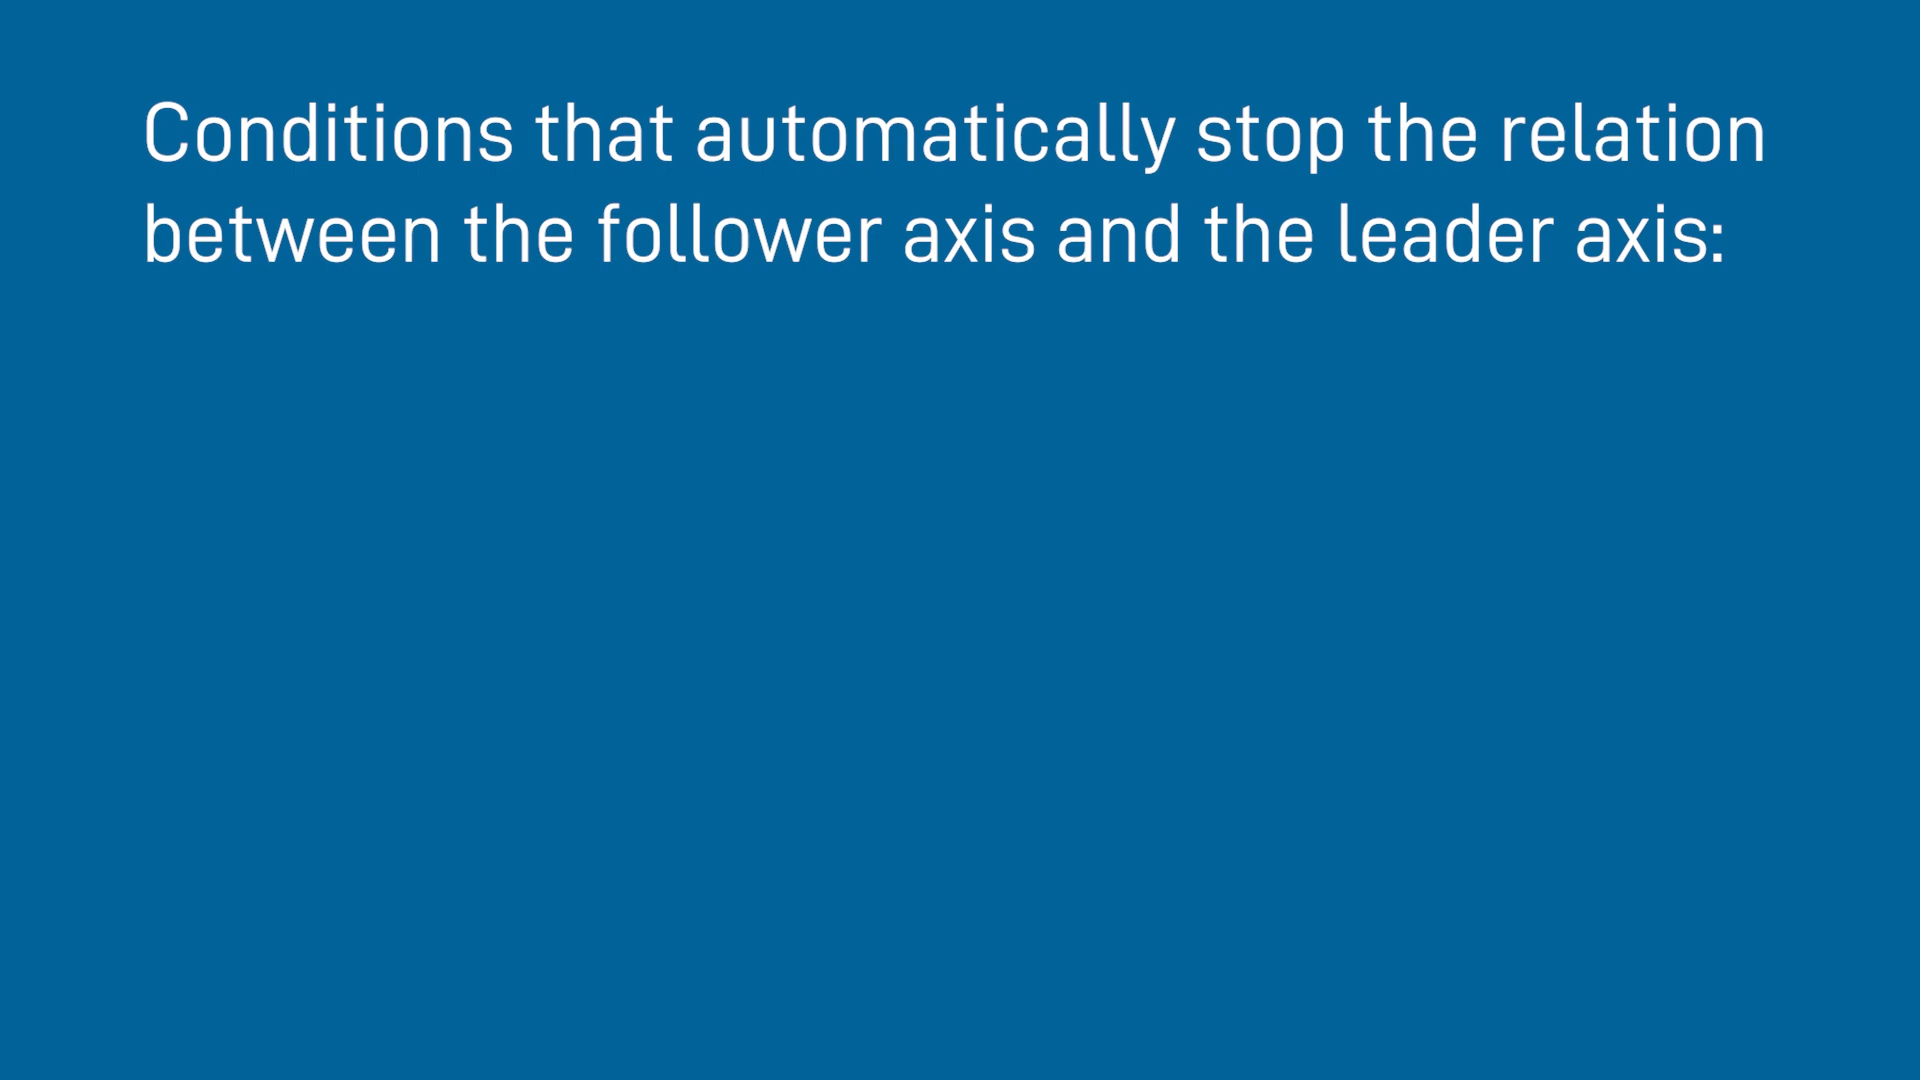 Conditions that automatically stop the relation
between the follower axis and the leader axis: